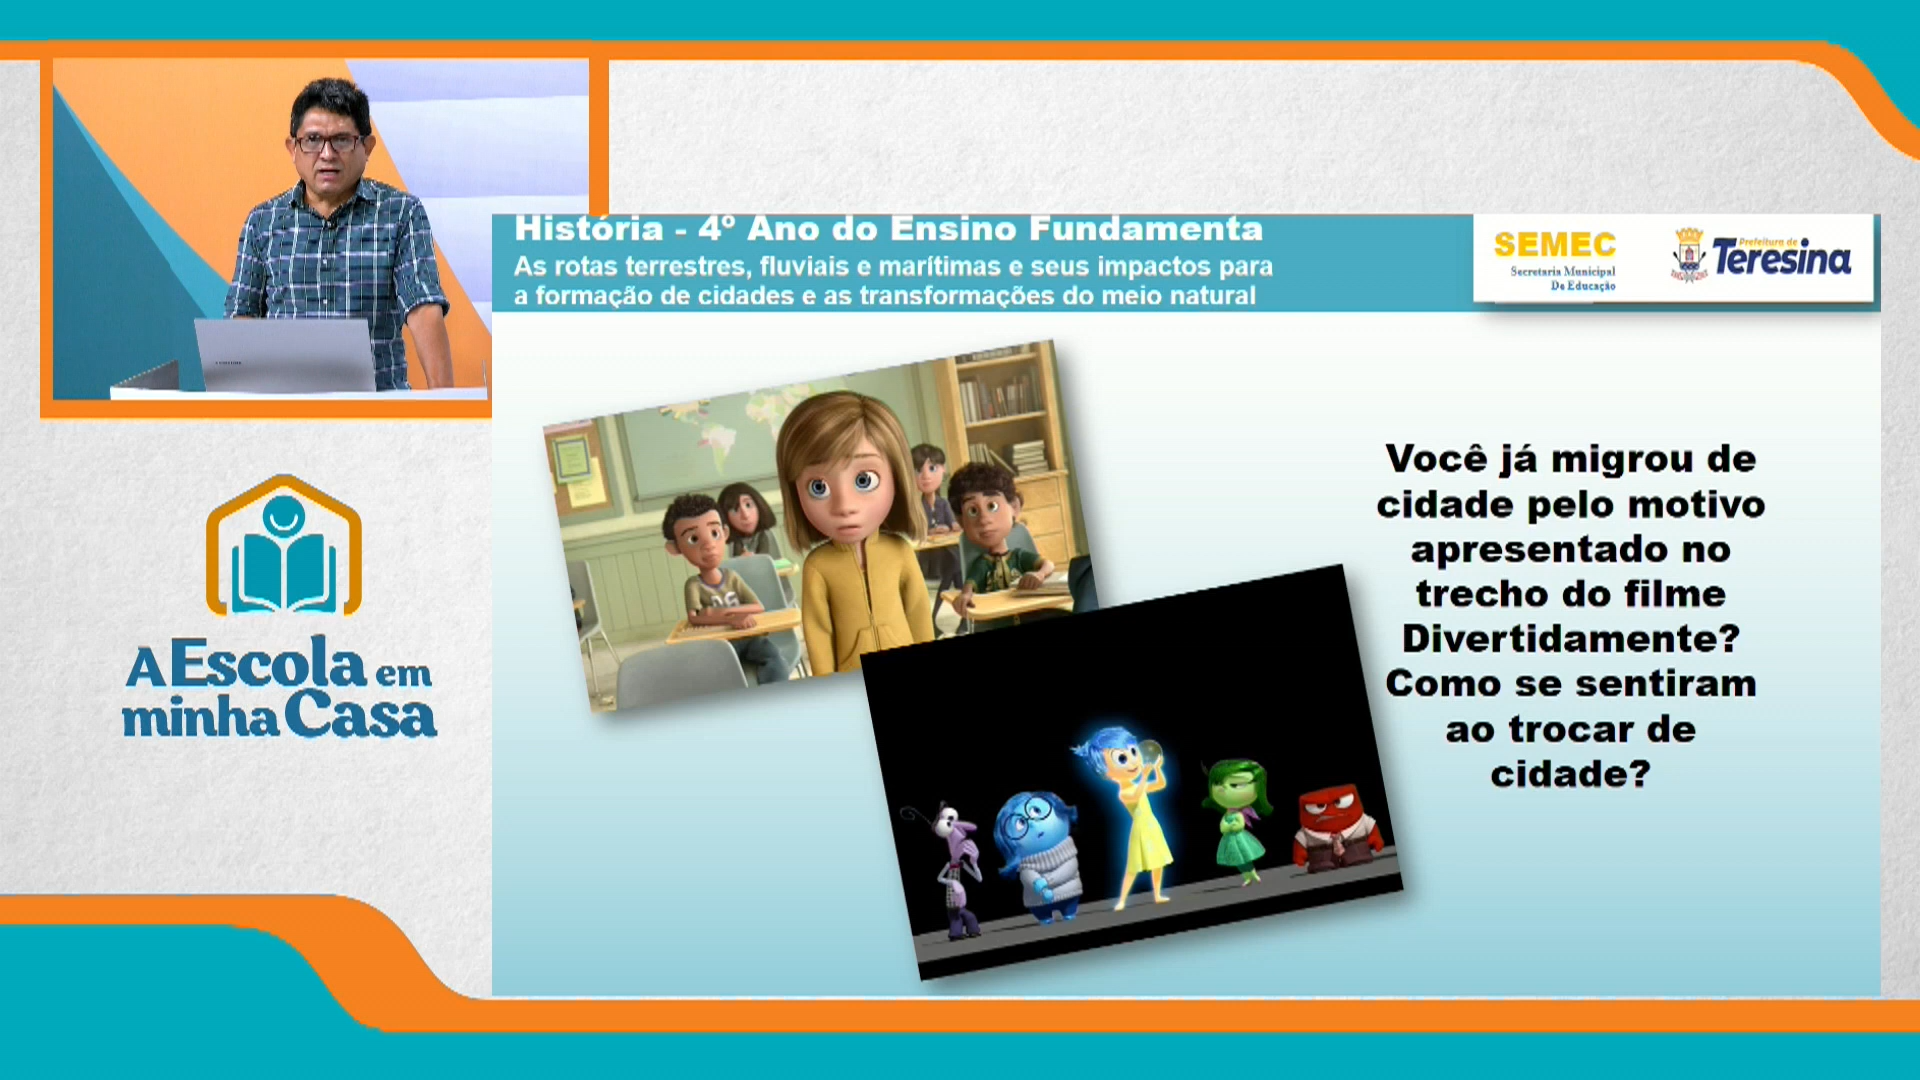 História - 4º Ano do Ensino Fundamenta
As rotas terrestres, fluviais e marítimas e seus impactos para
a formação de cidades e as transformações do meio natural
SEMEC
Secretaria Municipal
De Educação
Prefeitura de
Teresina
Você já migrou de
cidade pelo motivo
apresentado no
trecho do filme
Divertidamente?
Como se sentiram
ao trocar de
cidade?
A Escola em
minha Casa